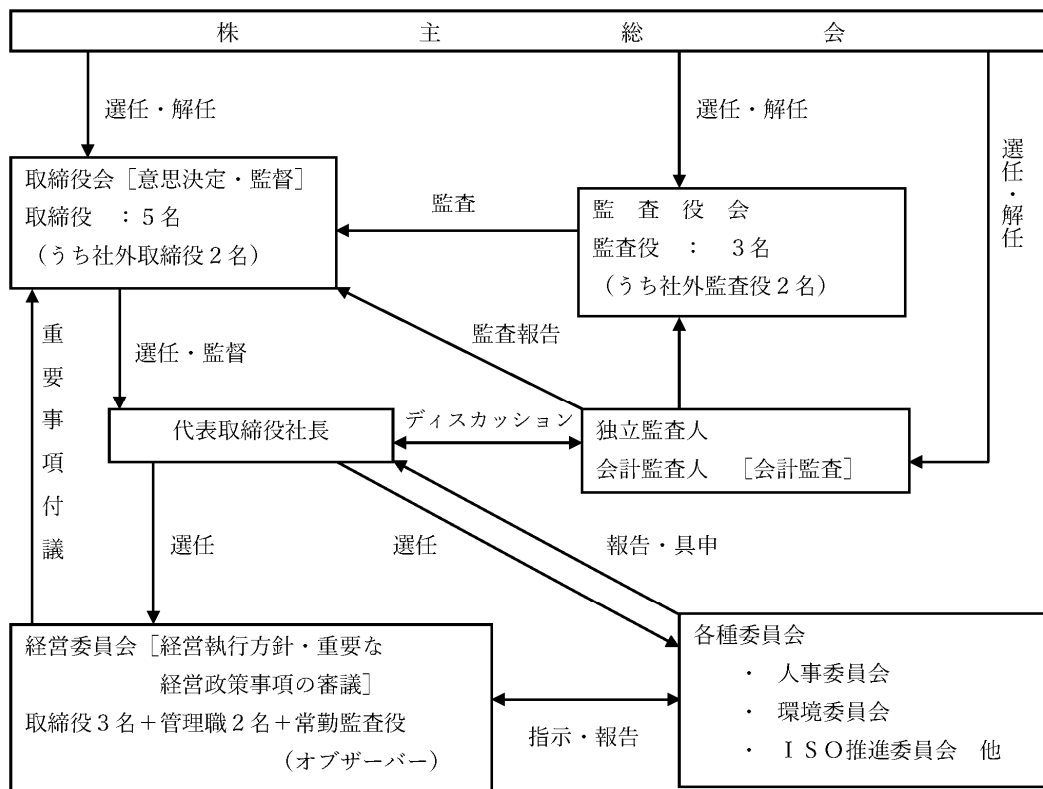 株主総会
選任・解任
選任・解任
選任・解任
取締役会［意思決定・監督］
取締役　：５名
（うち社外取締役２名）
監査
監　査　役　会
監査役　：　３名
（うち社外監査役２名）
重要事項付議
選任・監督
監査報告
代表取締役社長
ディスカッション
独立監査人
会計監査人　［会計監査］
選任
選任
報告・具申
経営委員会［経営執行方針・重要な
経営政策事項の審議］
取締役３名＋管理職２名＋常勤監査役
（オブザーバー）
指示・報告
各種委員会
・　人事委員会
・　環境委員会
・　ＩＳＯ推進委員会　他